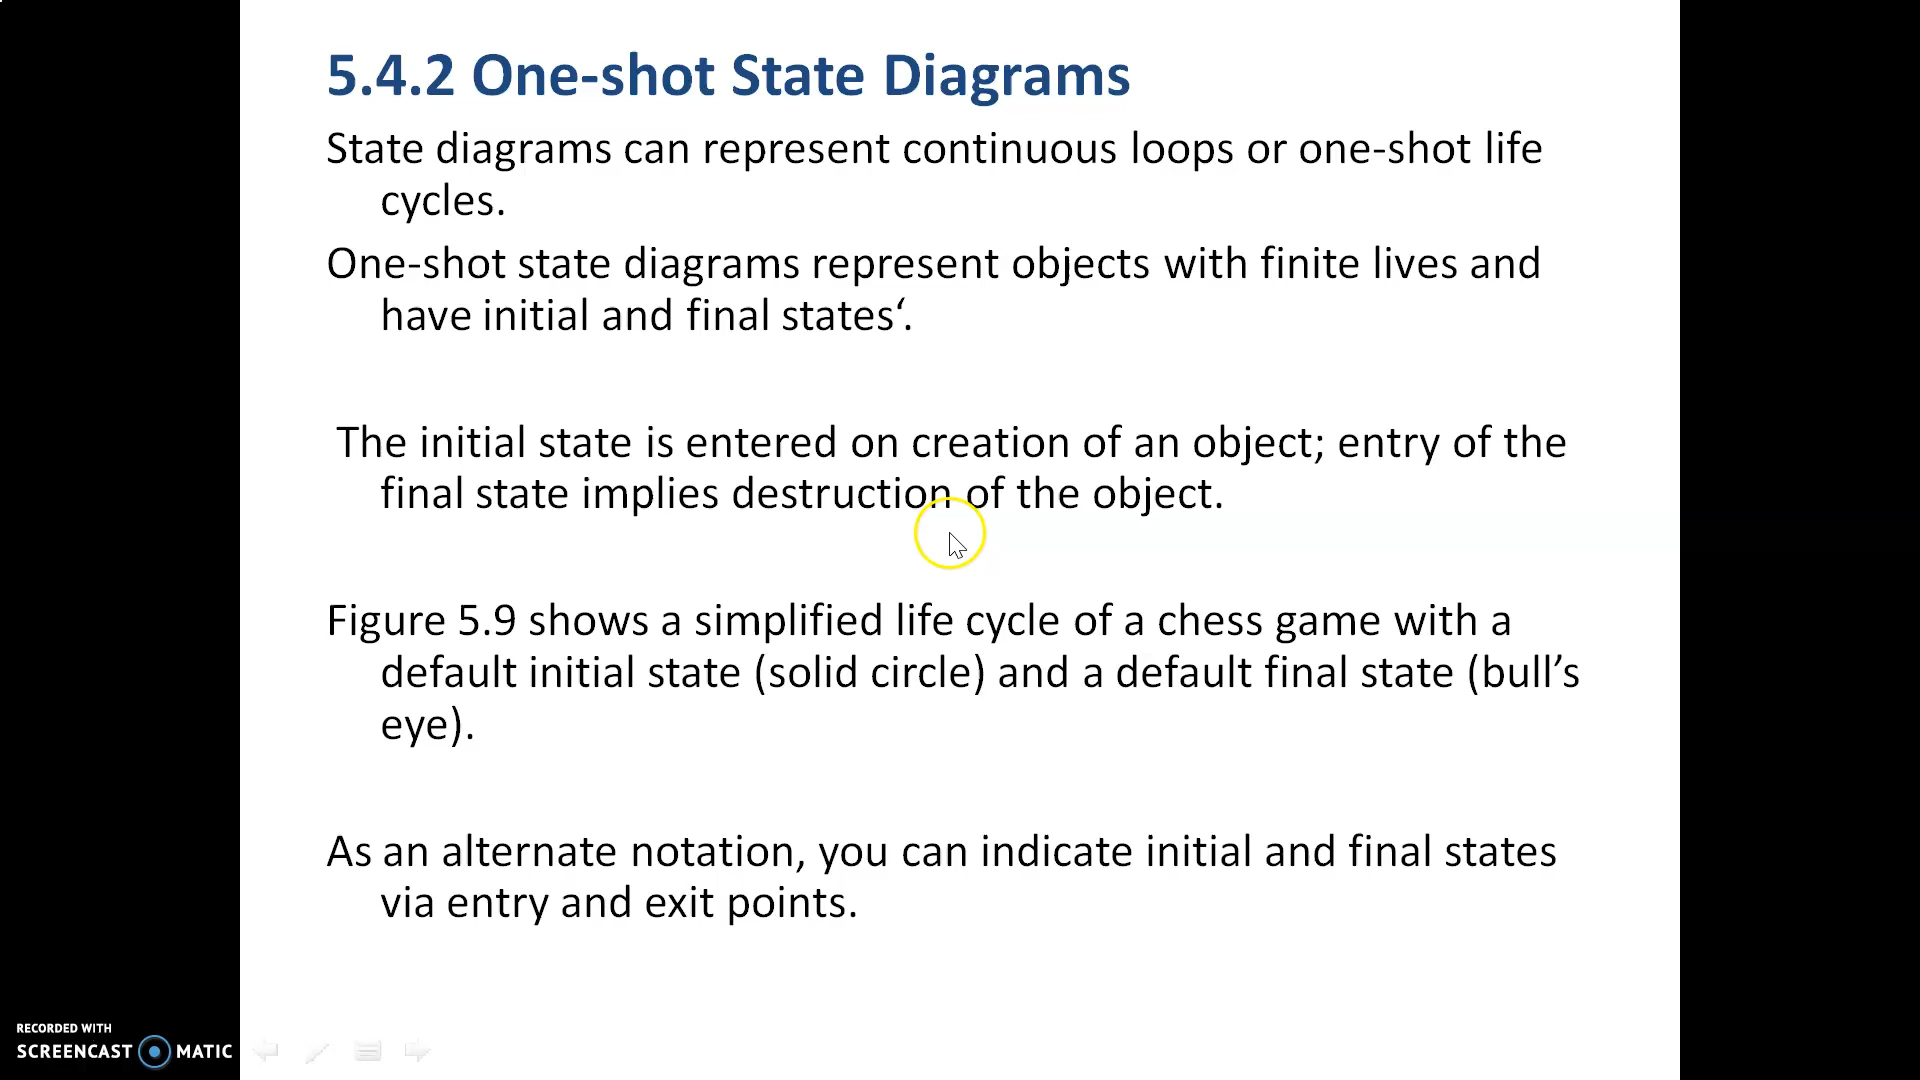 5.4.2 One-shot State Diagrams
State diagrams can represent continuous loops or one-shot life
cycles.
One-shot state diagrams represent objects with finite lives and
have initial and final states‘.
The initial state is entered on creation of an object; entry of the
final state implies destruction of the object.
Figure 5.9 shows a simplified life cycle of a chess game with a
default initial state (solid circle) and a default final state (bull’s
eye).
As an alternate notation, you can indicate initial and final states
via entry and exit points.
RECORDED WITH
SCREENCAST MATIC